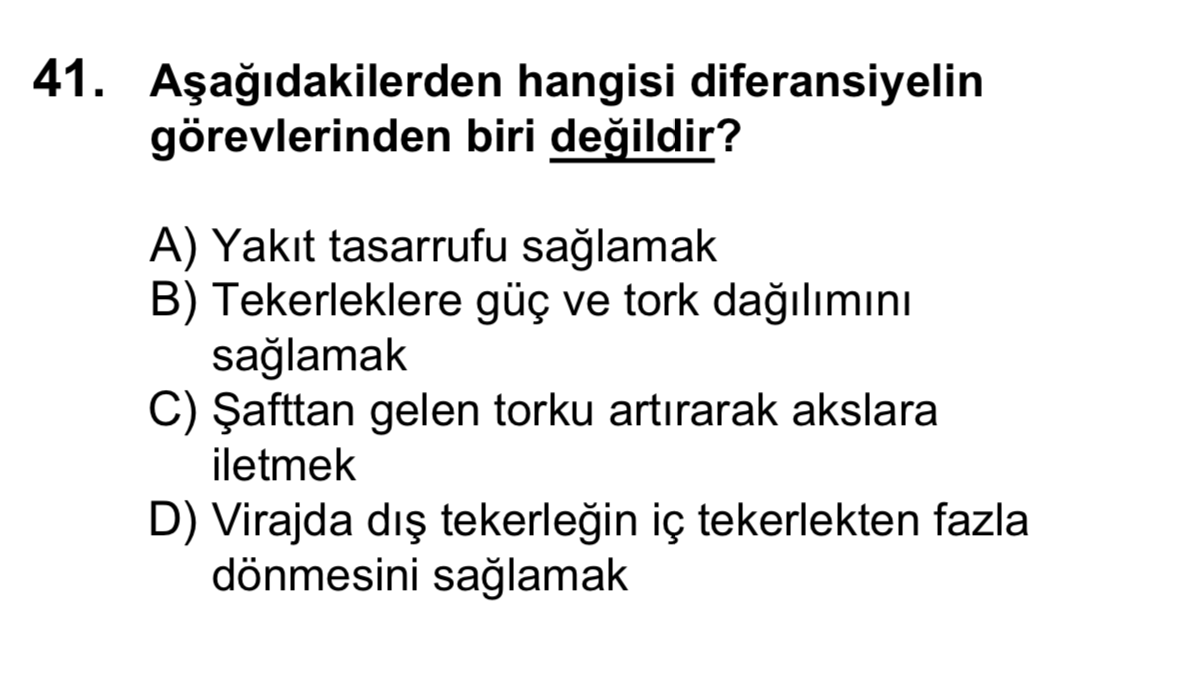 41. Aşağıdakilerden hangisi diferansiyelin
görevlerinden biri değildir?
A) Yakıt tasarrufu sağlamak
B) Tekerleklere güç ve tork dağılımını
sağlamak
C) Şafttan gelen torku artırarak akslara
iletmek
D) Virajda dış tekerleğin iç tekerlekten fazla
dönmesini sağlamak